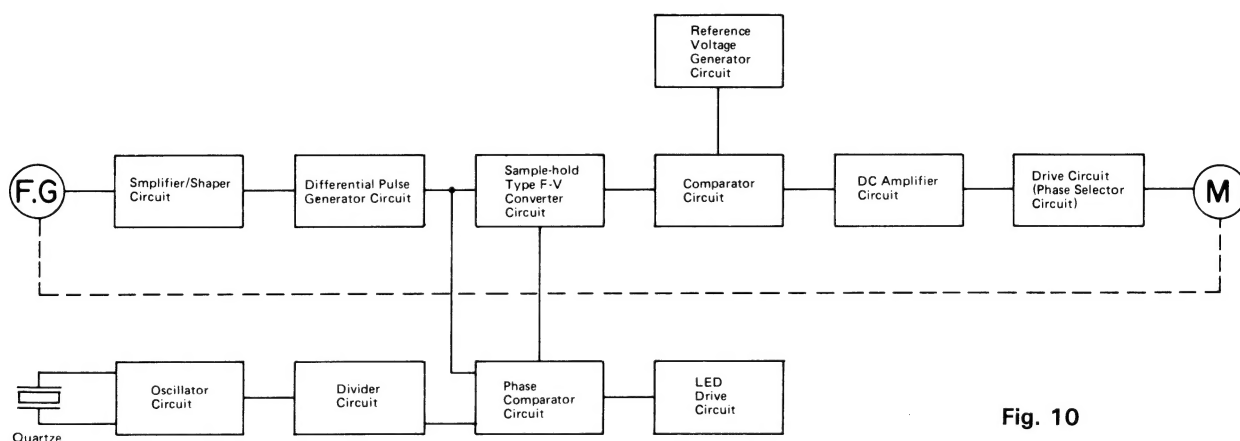 Reference
Voltage
Generator
Circuit
F.G
Smplifier/Shaper
Circuit
Differential Pulse
Generator Circuit
Sample-hold
Type F-V
Converter
Circuit
Comparator
Circuit
DC Amplifier
Circuit
Drive Circuit
(Phase Selector
Circuit)
M
Quartze
Oscillator
Circuit
Divider
Circuit
Phase
Comparator
Circuit
LED
Drive
Circuit
Fig. 10